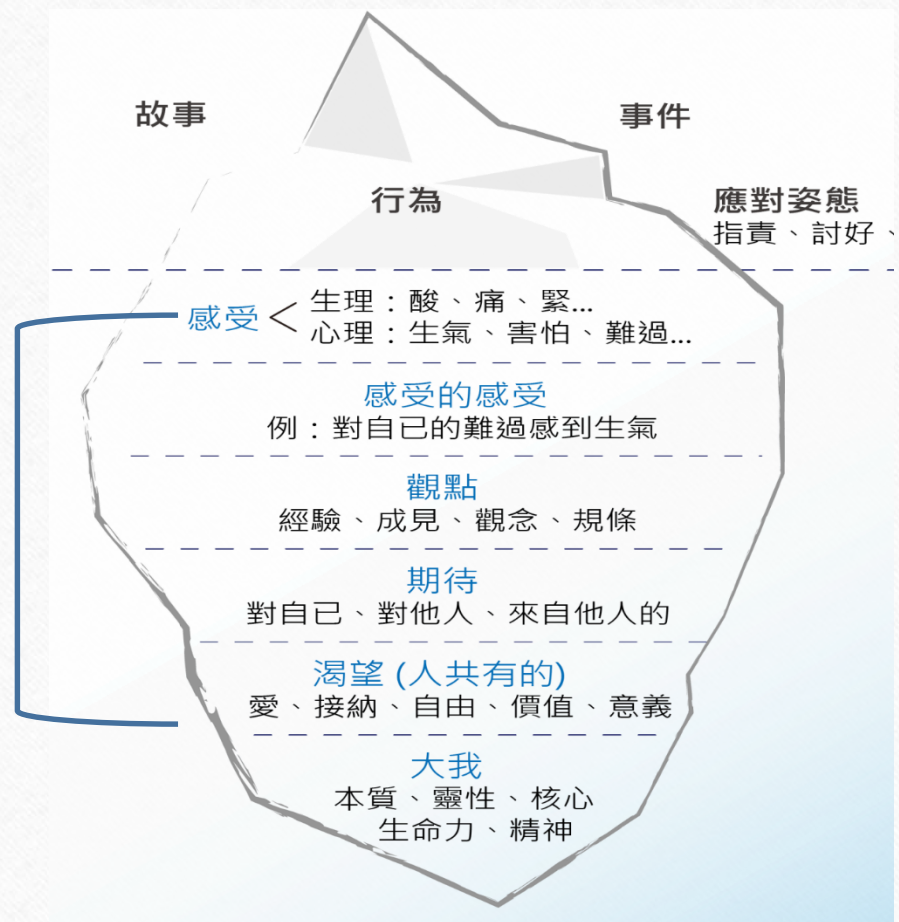 故事
事件
行為
應對姿態
指責、討好、
感受
生理：酸、痛、緊...
心理：生氣、害怕、難過...
感受的感受
例：對自已的難過感到生氣
觀點
經驗、成見、觀念、規條
期待
對自已、對他人、來自他人的
渴望 (人共有的)
愛、接納、自由、價值、意義
大我
本質、靈性、核心
生命力、精神